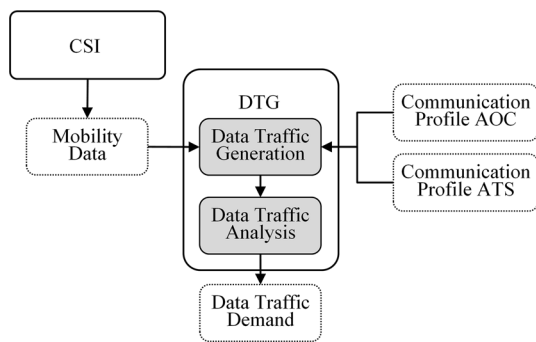 CSI
DTG
Mobility
Data
Data Traffic
Generation
Communication
Profile AOC
Communication
Profile ATS
Data Traffic
Analysis
Data Traffic
Demand